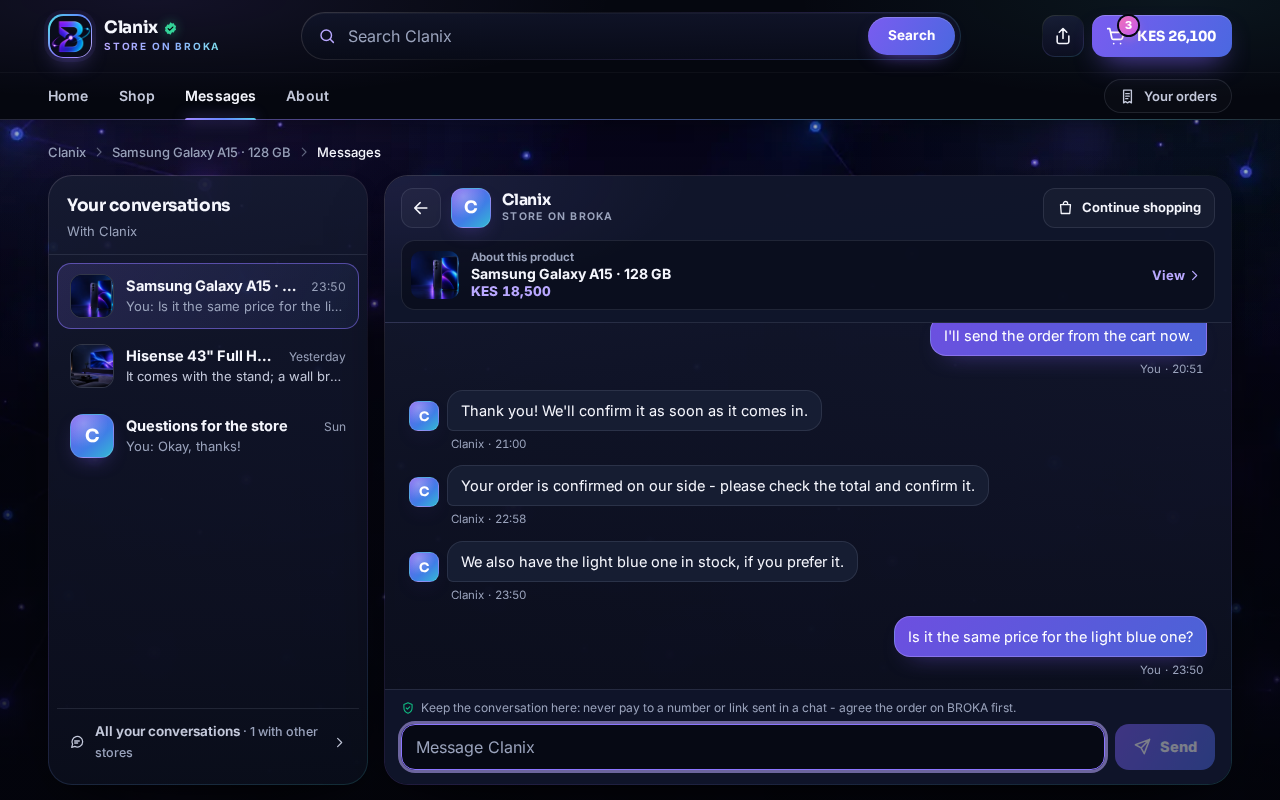 Clanix
STORE ON BROKA
Search Clanix
Search
3
KES 26,100
Home
Shop
Messages
About
Your orders
Clanix
Samsung Galaxy A15 · 128 GB
Messages
Your conversations
With Clanix
Samsung Galaxy A15 · ...
23:50
You: Is it the same price for the li...
Hisense 43" Full H...
Yesterday
It comes with the stand; a wall br...
C
Questions for the store
Sun
You: Okay, thanks!
All your conversations · 1 with other
stores
C
Clanix
STORE ON BROKA
Continue shopping
About this product
Samsung Galaxy A15 · 128 GB
KES 18,500
View
I'll send the order from the cart now.
You · 20:51
C
Thank you! We'll confirm it as soon as it comes in.
Clanix · 21:00
C
Your order is confirmed on our side - please check the total and confirm it.
Clanix · 22:58
C
We also have the light blue one in stock, if you prefer it.
Clanix · 23:50
Is it the same price for the light blue one?
You · 23:50
Keep the conversation here: never pay to a number or link sent in a chat - agree the order on BROKA first.
Message Clanix
Send